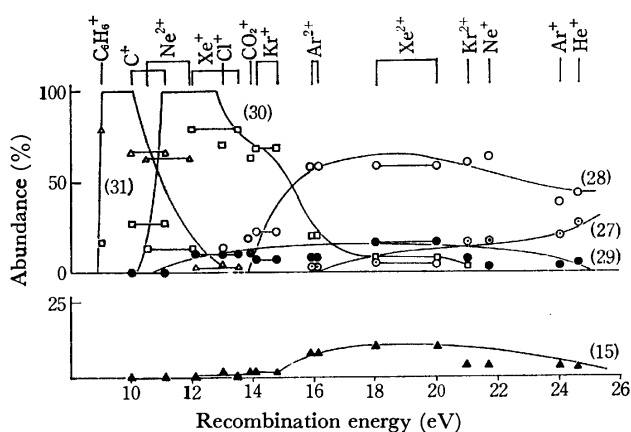 C₆H₆⁺ C⁺ Ne²⁺ Xe⁺ Cl⁺ CO₂⁺ Kr⁺ Ar²⁺ Xe²⁺ Kr²⁺ Ne⁺ Ar⁺ He⁺
100
(30)
(31)
50
(28)
(27)
(29)
0
Abundance (%)
25
(15)
10 12 14 16 18 20 22 24 26
Recombination energy (eV)